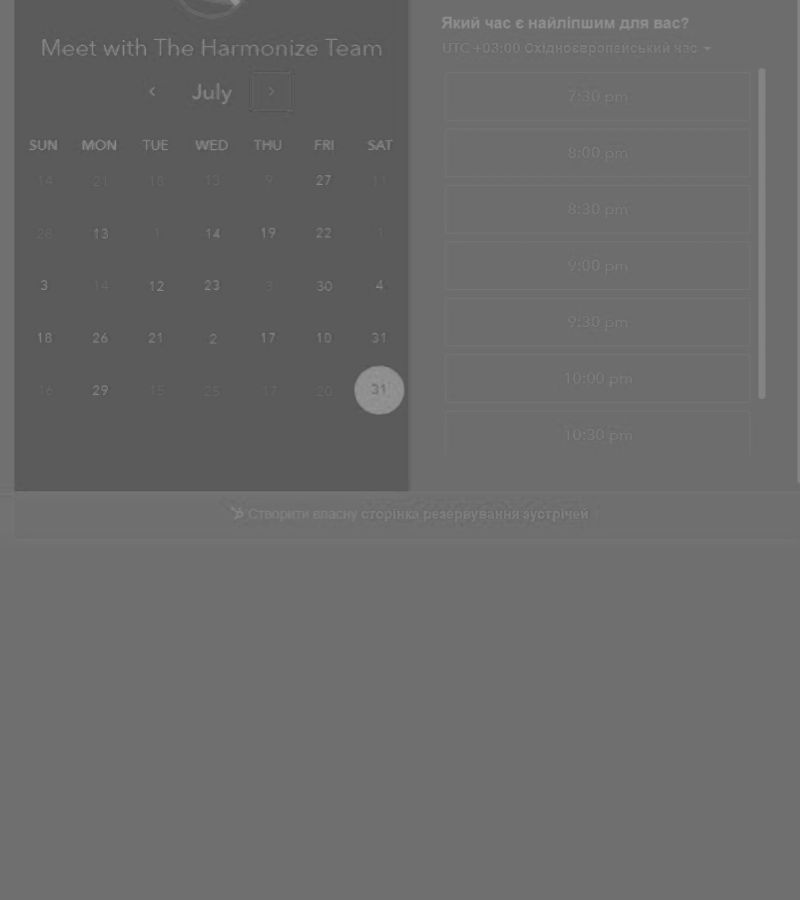 Meet with The Harmonize Team
July
SUN MON TUE WED THU FRI SAT
14 21 18 13 9 27 11
28 13 1 14 19 22 1
3 14 12 23 3 30 4
18 26 21 2 17 10 31
16 29 15 25 17 20 31
Який час є найліпшим для вас?
UTC +03:00 Східноєвропейський час
7:30 pm
8:00 pm
8:30 pm
9:00 pm
9:30 pm
10:00 pm
10:30 pm
Створити власну сторінка резервування аустрічей